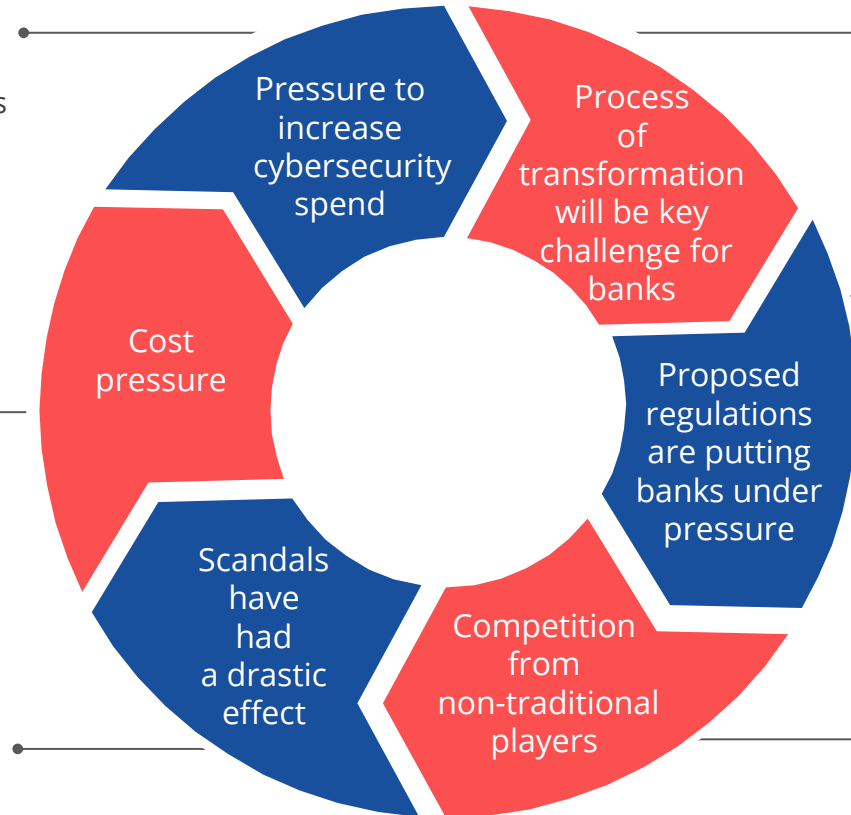 s
Pressure to
increase
cybersecurity
spend
Process
of
transformation
will be key
challenge for
banks
Proposed
regulations
are putting
banks under
pressure
Competition
from
non-traditional
players
Scandals
have
had
a drastic
effect
Cost
pressure